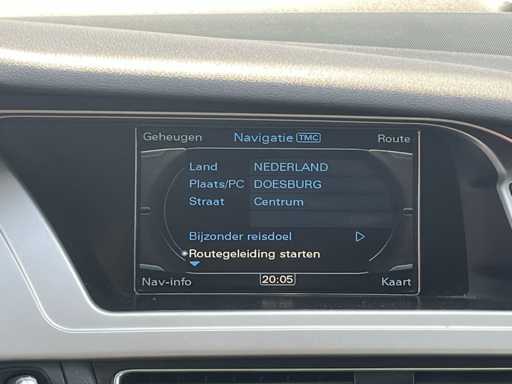 Geheugen Navigatie TMC Route
Land NEDERLAND
Plaats/PC DOESBURG
Straat Centrum
Bijzonder reisdoel
Routegeleiding starten
Nav-info 20:05 Kaart